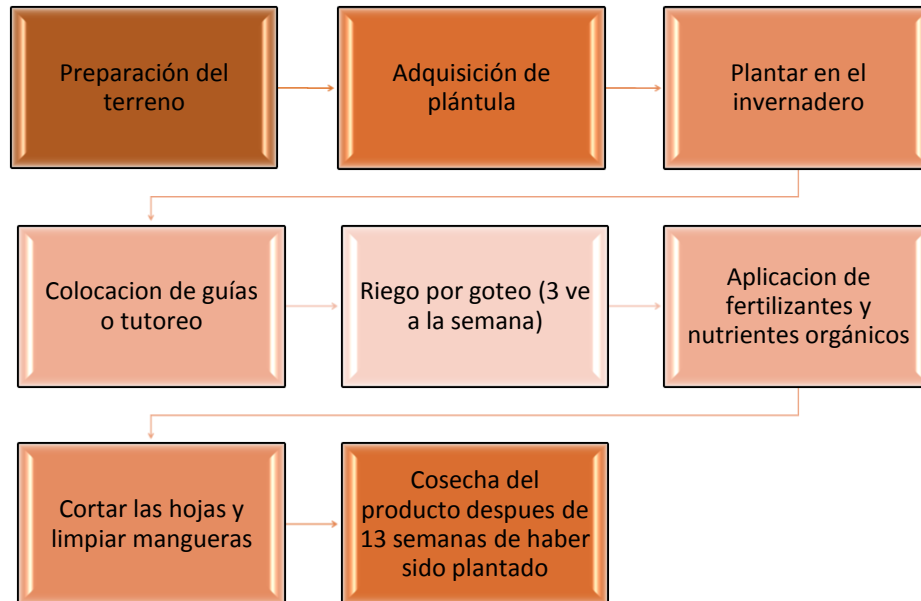 Preparación del
terreno
Adquisición de
plántula
Plantar en el
invernadero
Colocacion de guías
o tutoreo
Riego por goteo (3 ve
a la semana)
Aplicacion de
fertilizantes y
nutrientes orgánicos
Cortar las hojas y
limpiar mangueras
Cosecha del
producto despues de
13 semanas de haber
sido plantado